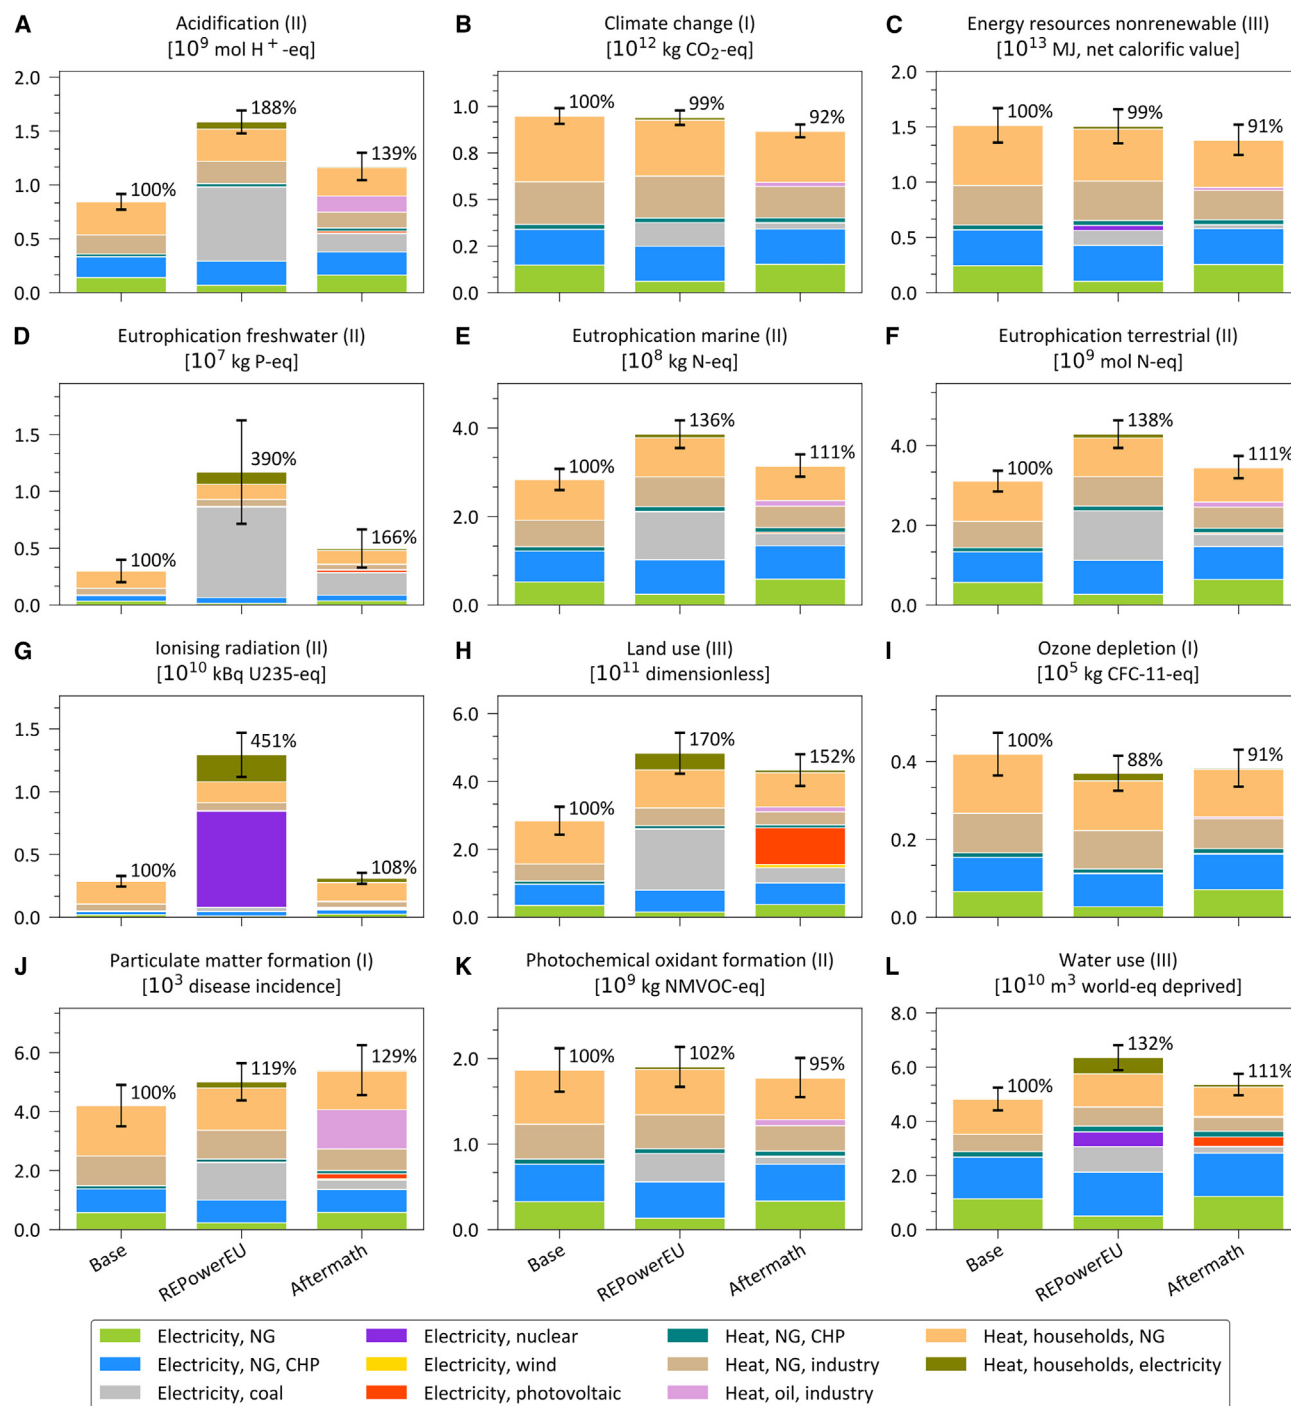 A
Acidification (II)
[10⁹ mol H⁺-eq]
2.0
1.5
1.0
0.5
0.0
100%
188%
139%
B
Climate change (I)
[10¹² kg CO₂-eq]
1.0
0.8
0.5
0.2
0.0
100%
99%
92%
C
Energy resources nonrenewable (III)
[10¹³ MJ, net calorific value]
2.0
1.5
1.0
0.5
0.0
100%
99%
91%
D
Eutrophication freshwater (II)
[10⁷ kg P-eq]
1.5
1.0
0.5
0.0
100%
390%
166%
E
Eutrophication marine (II)
[10⁸ kg N-eq]
4.0
2.0
0.0
100%
136%
111%
F
Eutrophication terrestrial (II)
[10⁹ mol N-eq]
4.0
2.0
0.0
100%
138%
111%
G
Ionising radiation (II)
[10¹⁰ kBq U235-eq]
1.5
1.0
0.5
0.0
100%
451%
108%
H
Land use (III)
[10¹¹ dimensionless]
6.0
4.0
2.0
0.0
100%
170%
152%
I
Ozone depletion (I)
[10⁵ kg CFC-11-eq]
0.4
0.2
0.0
100%
88%
91%
J
Particulate matter formation (I)
[10³ disease incidence]
6.0
4.0
2.0
0.0
100%
119%
129%
Base
REPowerEU
Aftermath
K
Photochemical oxidant formation (II)
[10⁹ kg NMVOC-eq]
2.0
1.0
0.0
100%
102%
95%
Base
REPowerEU
Aftermath
L
Water use (III)
[10¹⁰ m³ world-eq deprived]
8.0
6.0
4.0
2.0
0.0
100%
132%
111%
Base
REPowerEU
Aftermath
Electricity, NG
Electricity, NG, CHP
Electricity, coal
Electricity, nuclear
Electricity, wind
Electricity, photovoltaic
Heat, NG, CHP
Heat, NG, industry
Heat, oil, industry
Heat, households, NG
Heat, households, electricity